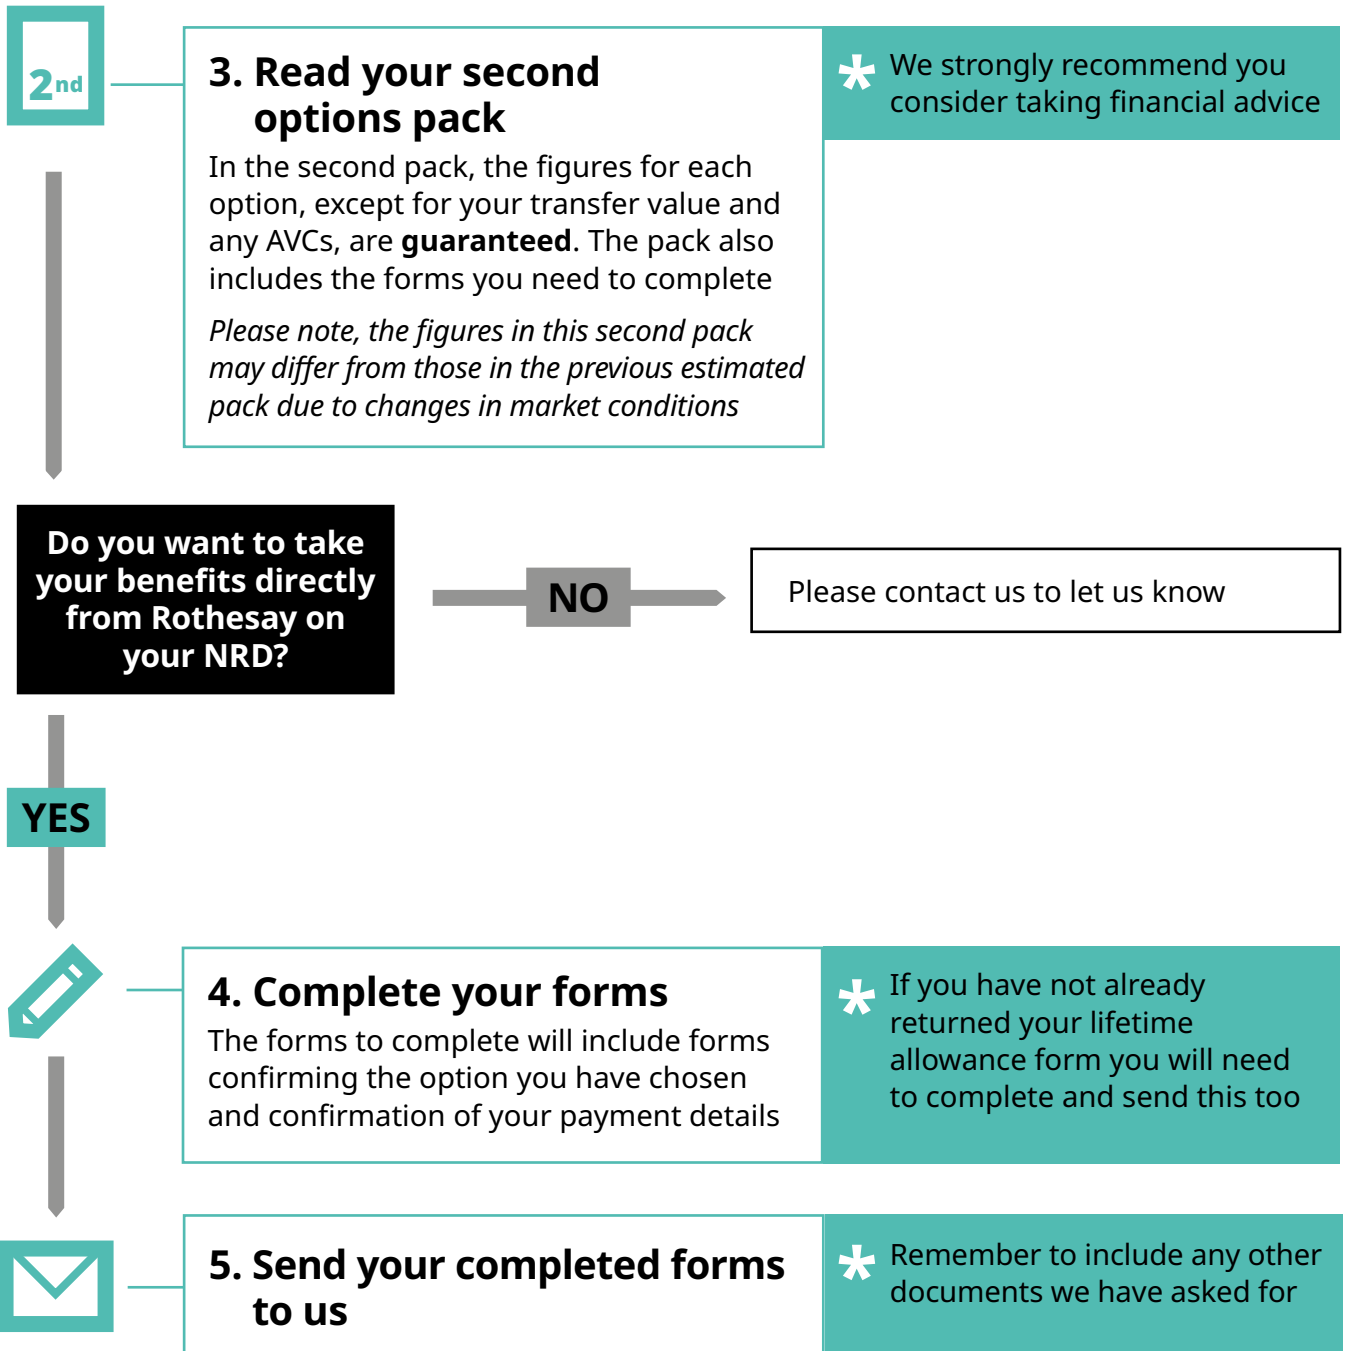 2nd
3. Read your second
options pack
In the second pack, the figures for each
option, except for your transfer value and
any AVCs, are guaranteed. The pack also
includes the forms you need to complete
Please note, the figures in this second pack
may differ from those in the previous estimated
pack due to changes in market conditions
* We strongly recommend you
consider taking financial advice
Do you want to take
your benefits directly
from Rothesay on
your NRD?
NO
Please contact us to let us know
YES
4. Complete your forms
The forms to complete will include forms
confirming the option you have chosen
and confirmation of your payment details
* If you have not already
returned your lifetime
allowance form you will need
to complete and send this too
5. Send your completed forms
to us
* Remember to include any other
documents we have asked for